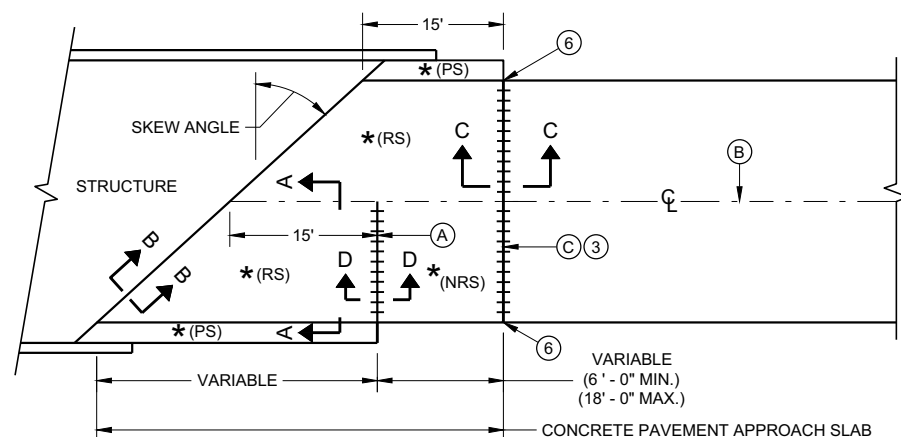 15'
6
*(PS)
SKEW ANGLE
*(RS)
C
C
B
STRUCTURE
A
℄
15'
A
B
B
D
D
C
3
*(RS)
*(NRS)
*(PS)
A
6
VARIABLE
VARIABLE
(6 ' - 0" MIN.)
(18' - 0" MAX.)
CONCRETE PAVEMENT APPROACH SLAB